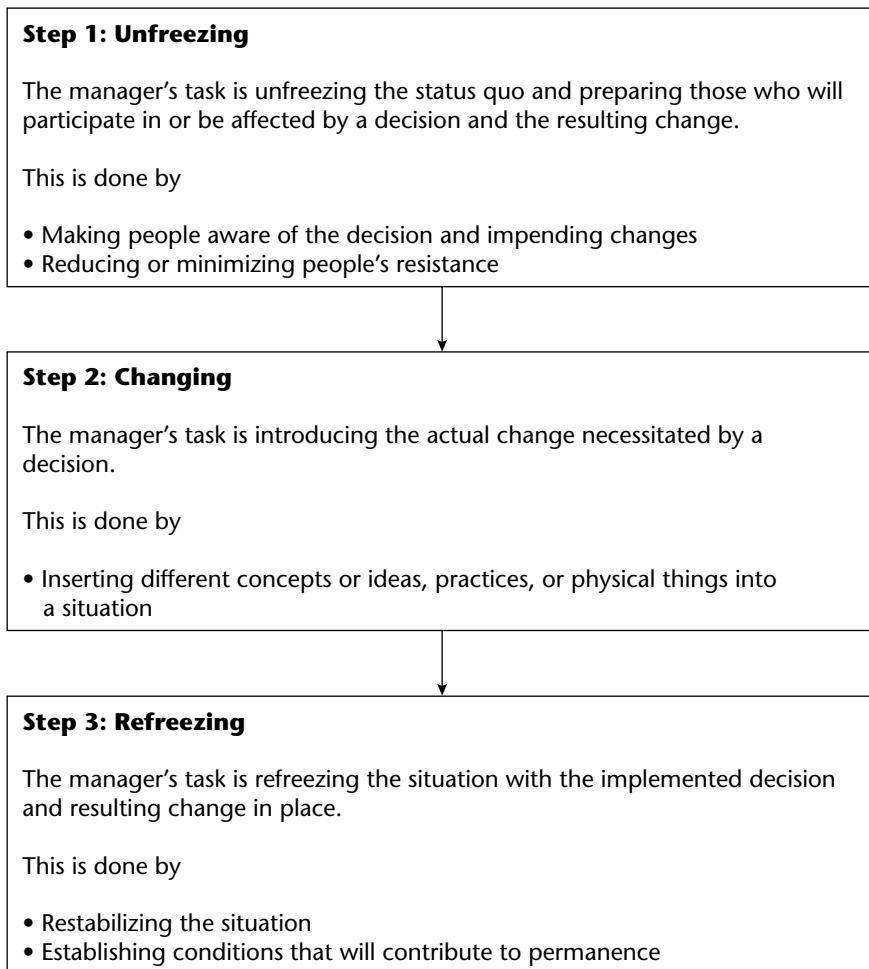 Step 1: Unfreezing
The manager’s task is unfreezing the status quo and preparing those who will
participate in or be affected by a decision and the resulting change.
This is done by
• Making people aware of the decision and impending changes
• Reducing or minimizing people’s resistance
Step 2: Changing
The manager’s task is introducing the actual change necessitated by a
decision.
This is done by
• Inserting different concepts or ideas, practices, or physical things into
a situation
Step 3: Refreezing
The manager’s task is refreezing the situation with the implemented decision
and resulting change in place.
This is done by
• Restabilizing the situation
• Establishing conditions that will contribute to permanence